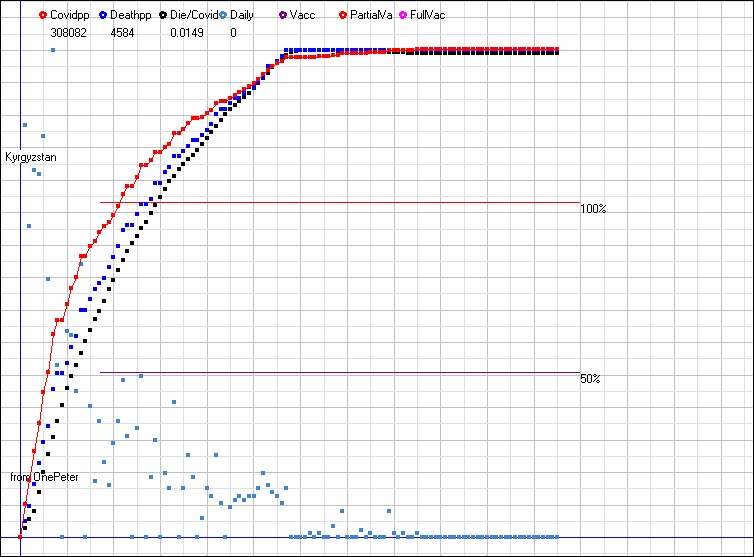 Covidpp Deathpp Die/Covid Daily Vacc PartialVa FullVac
308082 4584 0.0149 0
Kyrgyzstan
100%
50%
from OnePeter